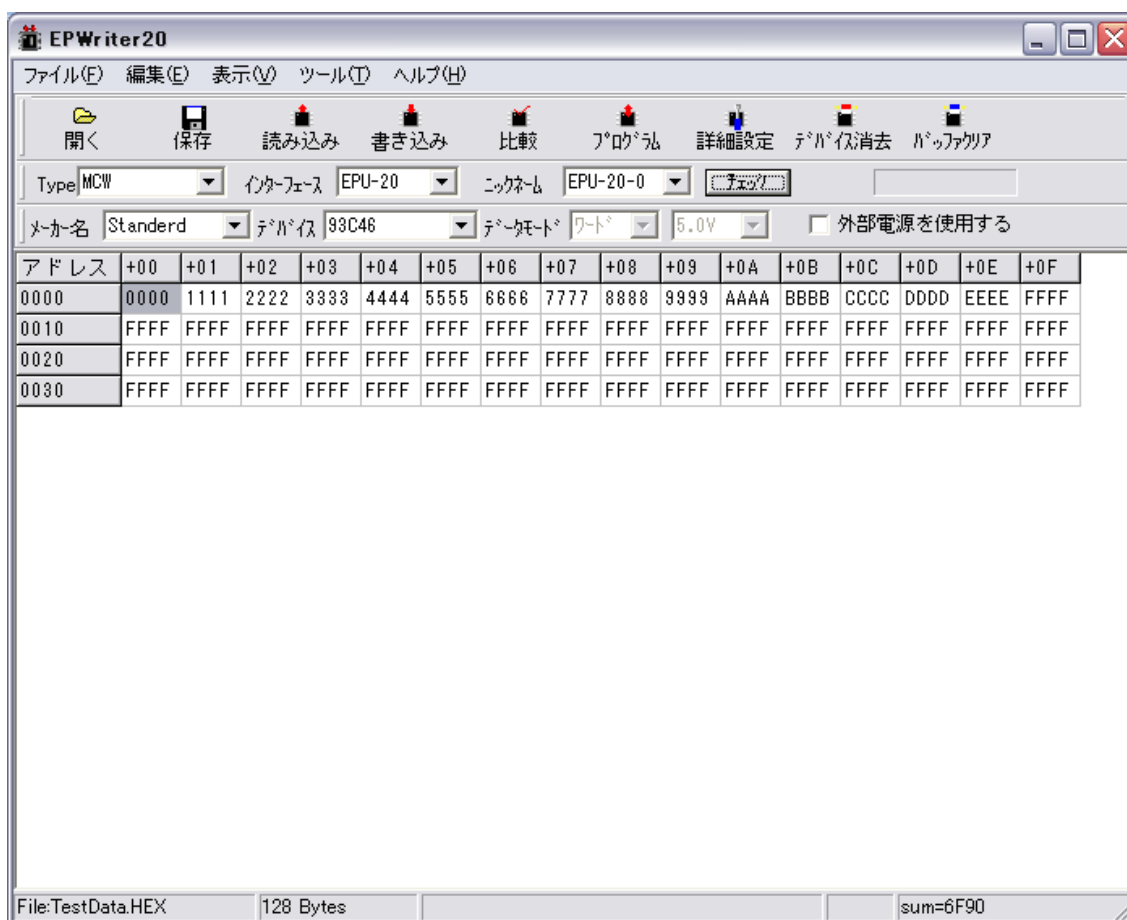 EPWriter20
ファイル(F) 編集(E) 表示(V) ツール(T) ヘルプ(H)
開く 保存 読み込み 書き込み 比較 ﾌﾟﾛｸﾞﾗﾑ 詳細設定 ﾃﾞﾊﾞｲｽ消去 ﾊﾞｯﾌｧｸﾘｱ
Type MCW ｲﾝﾀｰﾌｪｰｽ EPU-20 ﾆｯｸﾈｰﾑ EPU-20-0 ﾁｪｯｸ
ﾒｰｶｰ名 Standerd ﾃﾞﾊﾞｲｽ 93C46 ﾃﾞｰﾀﾓｰﾄﾞ ﾜｰﾄﾞ 5.0V 外部電源を使用する
アドレス +00 +01 +02 +03 +04 +05 +06 +07 +08 +09 +0A +0B +0C +0D +0E +0F
0000 0000 1111 2222 3333 4444 5555 6666 7777 8888 9999 AAAA BBBB CCCC DDDD EEEE FFFF
0010 FFFF FFFF FFFF FFFF FFFF FFFF FFFF FFFF FFFF FFFF FFFF FFFF FFFF FFFF FFFF FFFF
0020 FFFF FFFF FFFF FFFF FFFF FFFF FFFF FFFF FFFF FFFF FFFF FFFF FFFF FFFF FFFF FFFF
0030 FFFF FFFF FFFF FFFF FFFF FFFF FFFF FFFF FFFF FFFF FFFF FFFF FFFF FFFF FFFF FFFF
File:TestData.HEX 128 Bytes sum=6F90